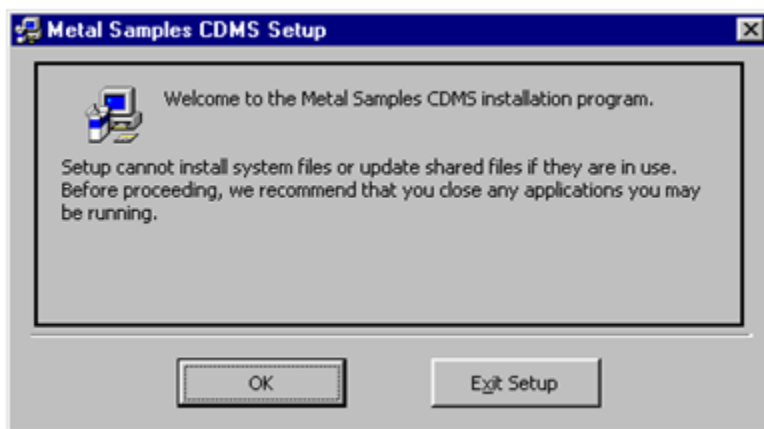 Metal Samples CDMS Setup
Welcome to the Metal Samples CDMS installation program.
Setup cannot install system files or update shared files if they are in use.
Before proceeding, we recommend that you close any applications you may
be running.
OK
Exit Setup